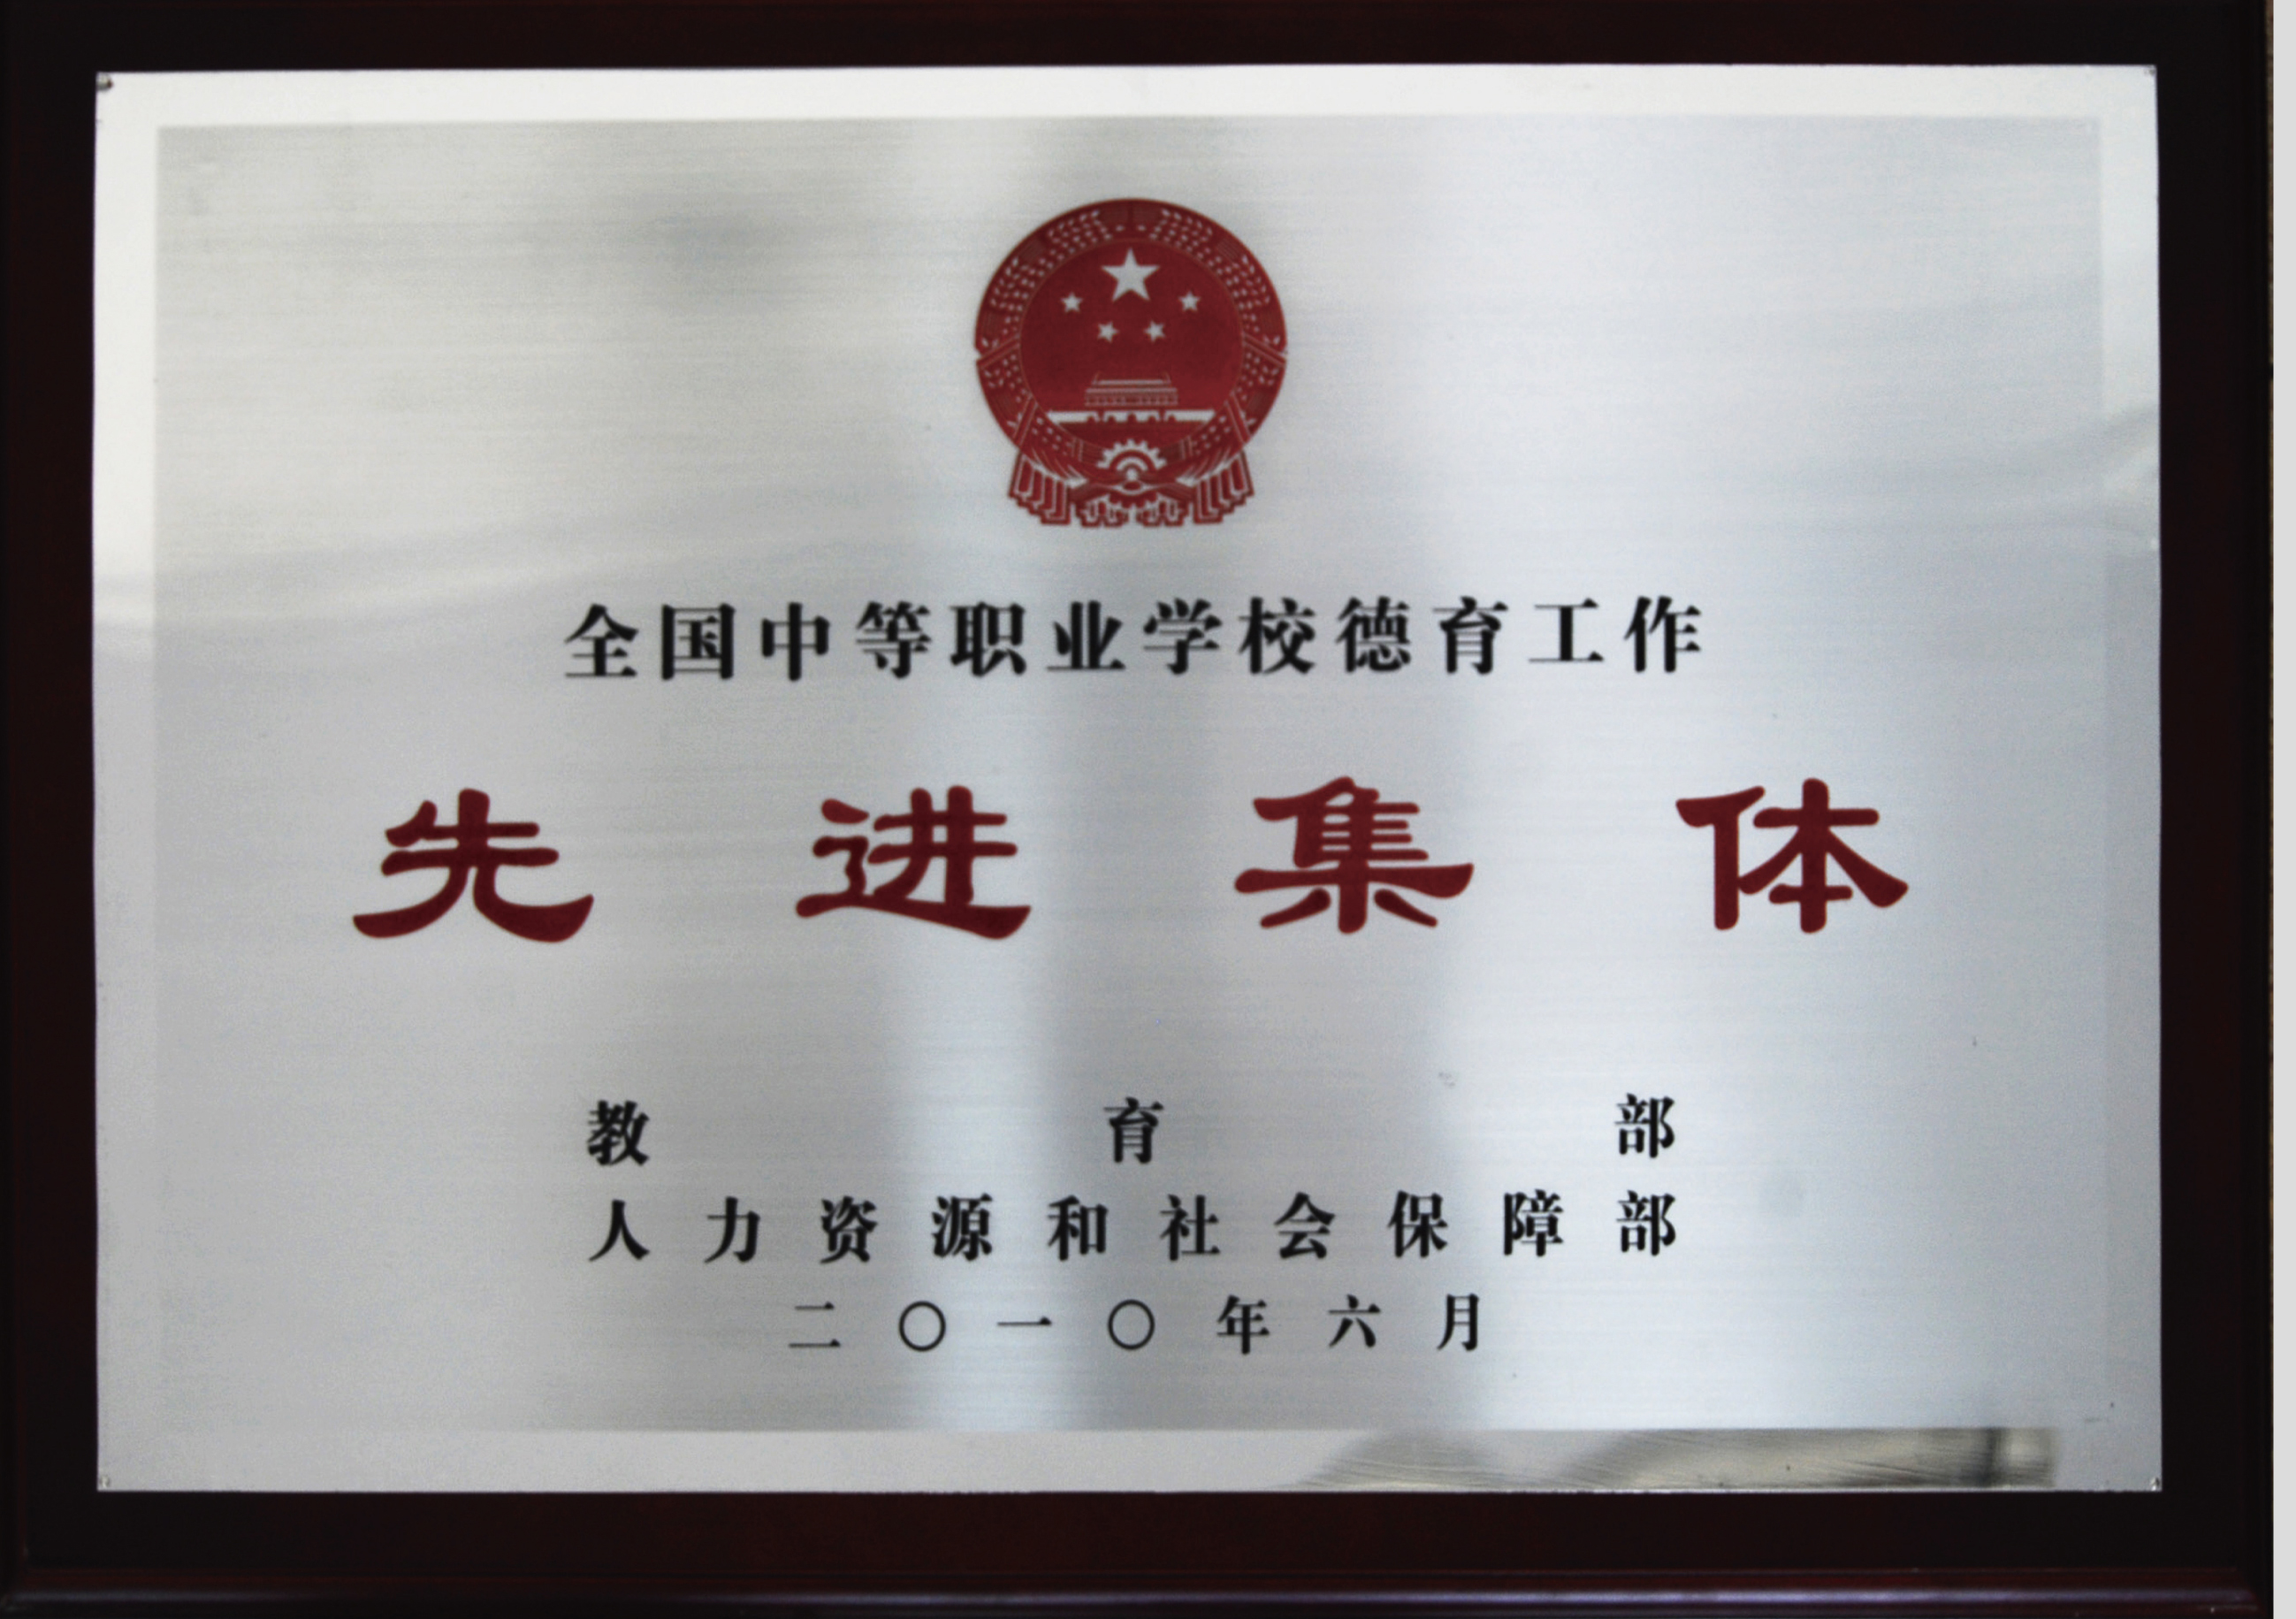 全国中等职业学校德育工作
先进集体
教育部
人力资源和社会保障部
二〇一〇年六月